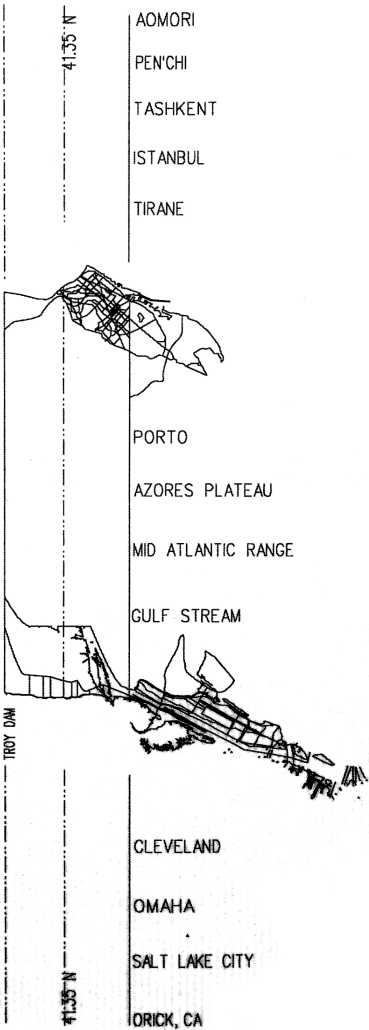 AOMORI
41.35 N
PEN'CHI
TASHKENT
ISTANBUL
TIRANE
PORTO
AZORES PLATEAU
MID ATLANTIC RANGE
GULF STREAM
TROY DAM
CLEVELAND
OMAHA
SALT LAKE CITY
41.35 N
ORICK, CA